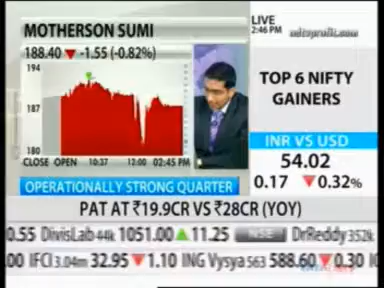 MOTHERSON SUMI
188.40 ▼ -1.55 (-0.82%)
194
187
180
CLOSE OPEN 10:37 12:00 02:45 PM
OPERATIONALLY STRONG QUARTER
LIVE
2:46 PM
ndtvprofit.com
TOP 6 NIFTY
GAINERS
INR VS USD
54.02
0.17 ▼0.32%
PAT AT ₹19.9CR VS ₹28CR (YOY)
0.55 DivisLab 44k 1051.00 ▲ 11.25 NSE DrReddy 352k
00 IFCI 3.04m 32.95 ▼ 1.10 ING Vysya 563 588.60 ▼ 0.30